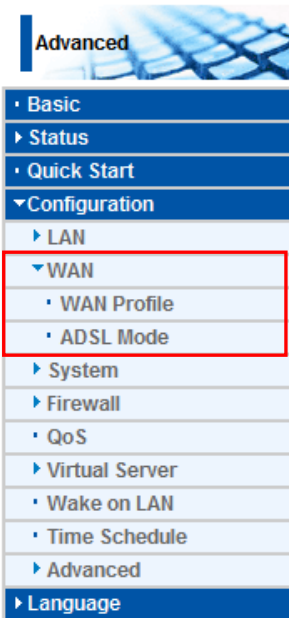 Advanced
Basic
Status
Quick Start
Configuration
LAN
WAN
WAN Profile
ADSL Mode
System
Firewall
QoS
Virtual Server
Wake on LAN
Time Schedule
Advanced
Language